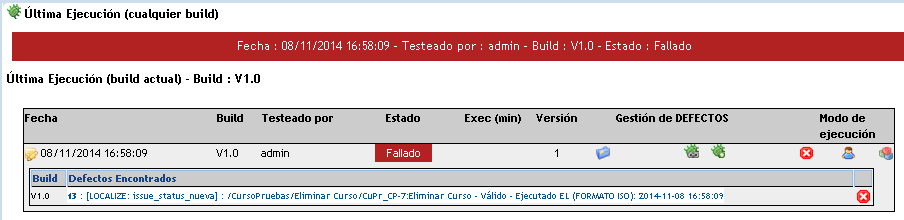 Última Ejecución (cualquier build)
Fecha : 08/11/2014 16:58:09 - Testeado por : admin - Build : V1.0 - Estado : Fallado
Última Ejecución (build actual) - Build : V1.0
Fecha Build Testeado por Estado Exec (min) Versión Gestión de DEFECTOS Modo de ejecución
08/11/2014 16:58:09 V1.0 admin Fallado 1
Build Defectos Encontrados
V1.0 13 : [LOCALIZE: issue_status_nueva] : /CursoPruebas/Eliminar Curso/CuPr_CP-7:Eliminar Curso - Válido - Ejecutado EL (FORMATO ISO): 2014-11-08 16:58:09